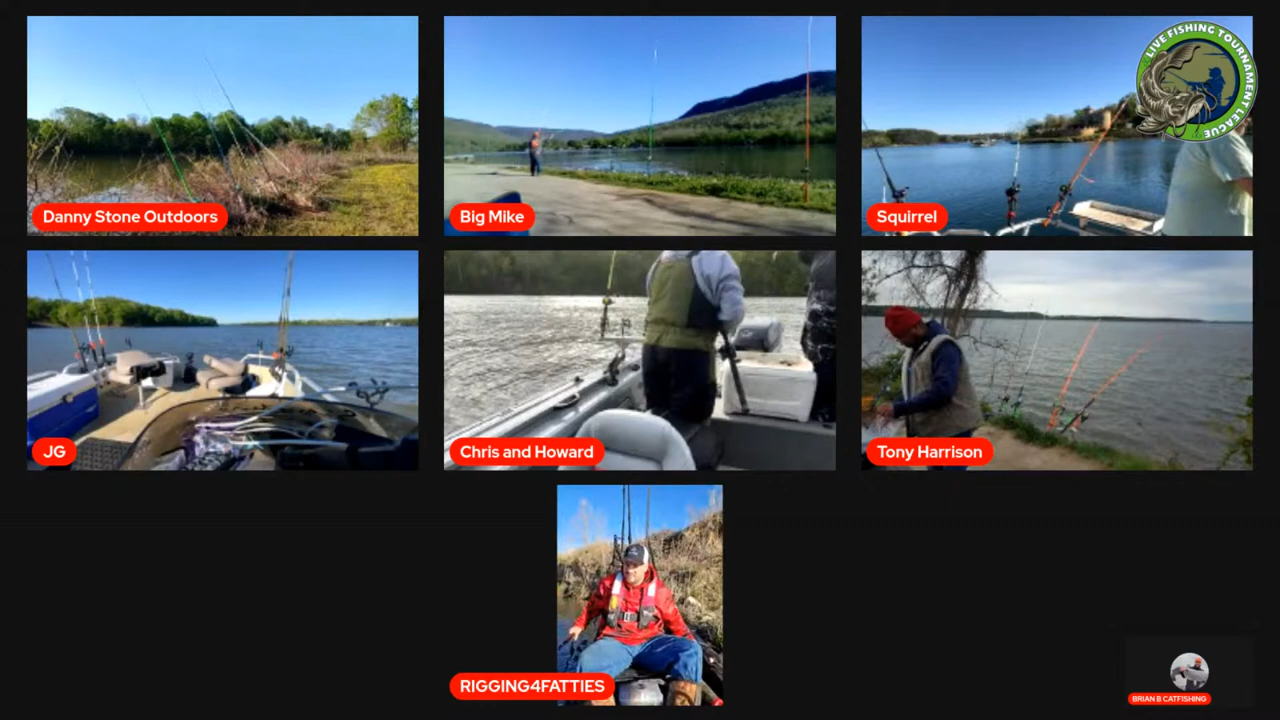 Danny Stone Outdoors
Big Mike
Squirrel
LIVE FISHING TOURNAMENT LEAGUE
JG
Chris and Howard
Tony Harrison
RIGGING4FATTIES
BRIAN B CATFISHING